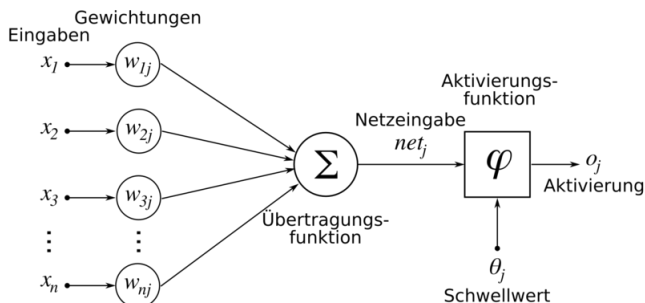 Gewichtungen
Eingaben
x₁ w₁ⱼ
Aktivierungs-
funktion
x₂ w₂ⱼ
Netzeingabe
netⱼ
Σ
φ
oⱼ
Aktivierung
x₃ w₃ⱼ
Übertragungs-
funktion
⋮ ⋮
θⱼ
xₙ wₙⱼ
Schwellwert